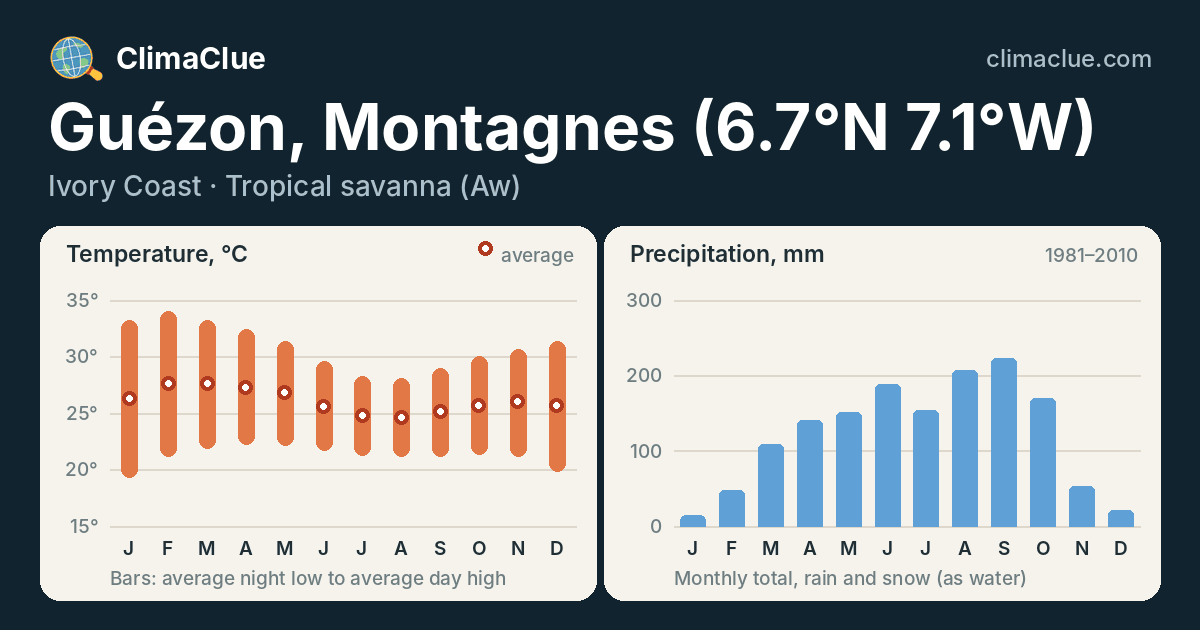 ClimaClue
climaclue.com
Guézon, Montagnes (6.7°N 7.1°W)
Ivory Coast · Tropical savanna (Aw)
Temperature, °C
average
35°
30°
25°
20°
15°
J F M A M J J A S O N D
Bars: average night low to average day high
Precipitation, mm
1981–2010
300
200
100
0
J F M A M J J A S O N D
Monthly total, rain and snow (as water)